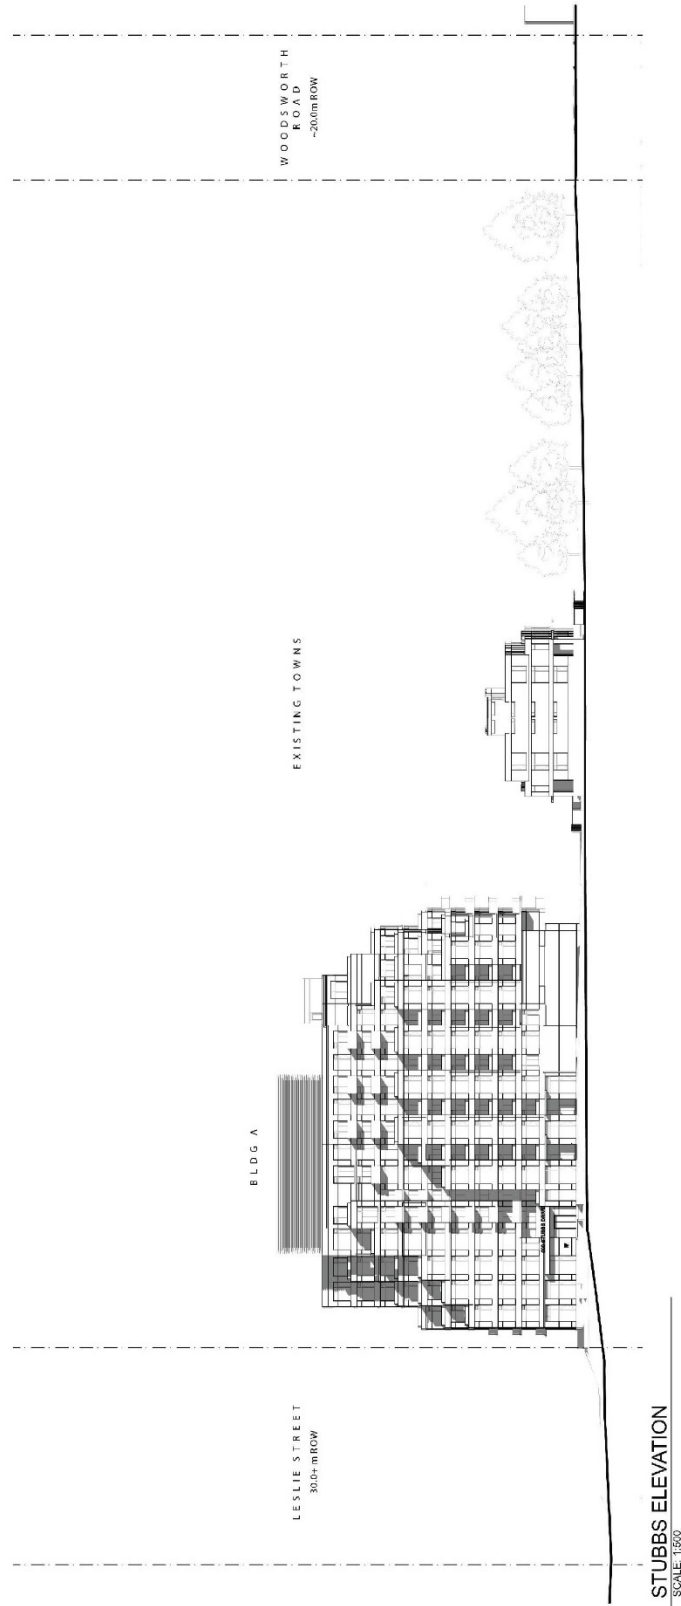 LESLIE STREET
30.0+ m ROW
BLDG A
EXISTING TOWNS
WOODSWORTH
ROAD
~20.0m ROW
STUBBS ELEVATION
SCALE: 1:500